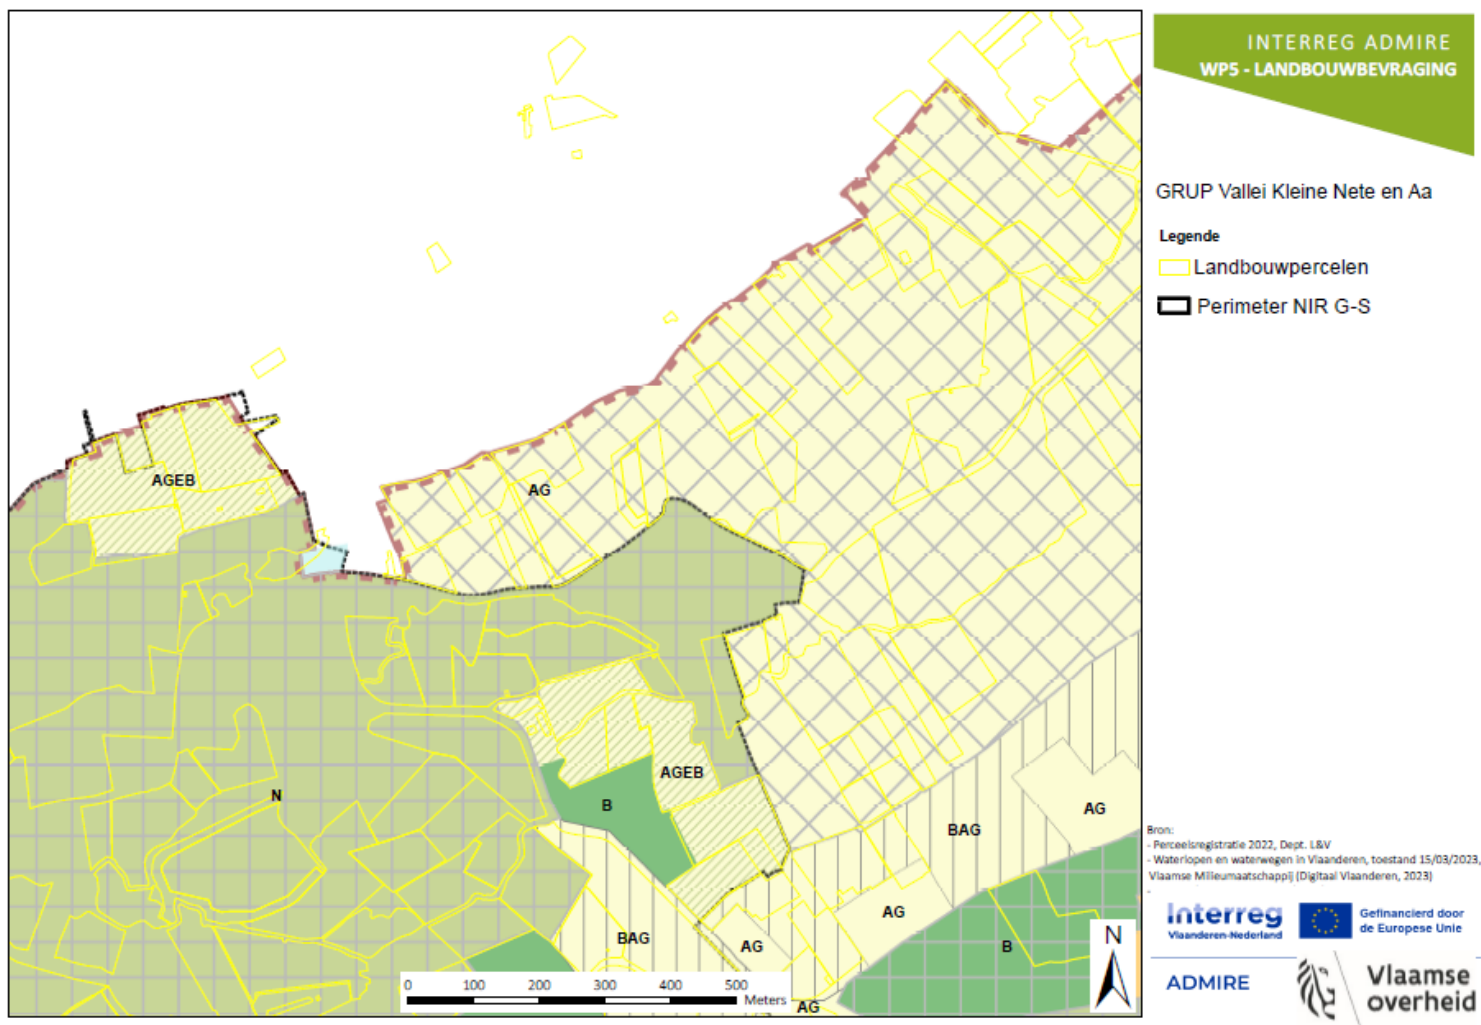 INTERREG ADMIRE
WP5 - LANDBOUWBEVRAGING
GRUP Vallei Kleine Nete en Aa
Legende
Landbouwpercelen
Perimeter NIR G-S
AGEB
AG
N
AGEB
B
BAG
AG
AG
BAG
AG
B
AG
0 100 200 300 400 500
Meters
N
Bron:
- Perceelsregistratie 2022, Dept. L&V
- Waterlopen en waterwegen in Vlaanderen, toestand 15/03/2023,
Vlaamse Milieumaatschappij (Digitaal Vlaanderen, 2023)
-
Interreg
Vlaanderen-Nederland
Gefinancierd door
de Europese Unie
ADMIRE
Vlaamse
overheid